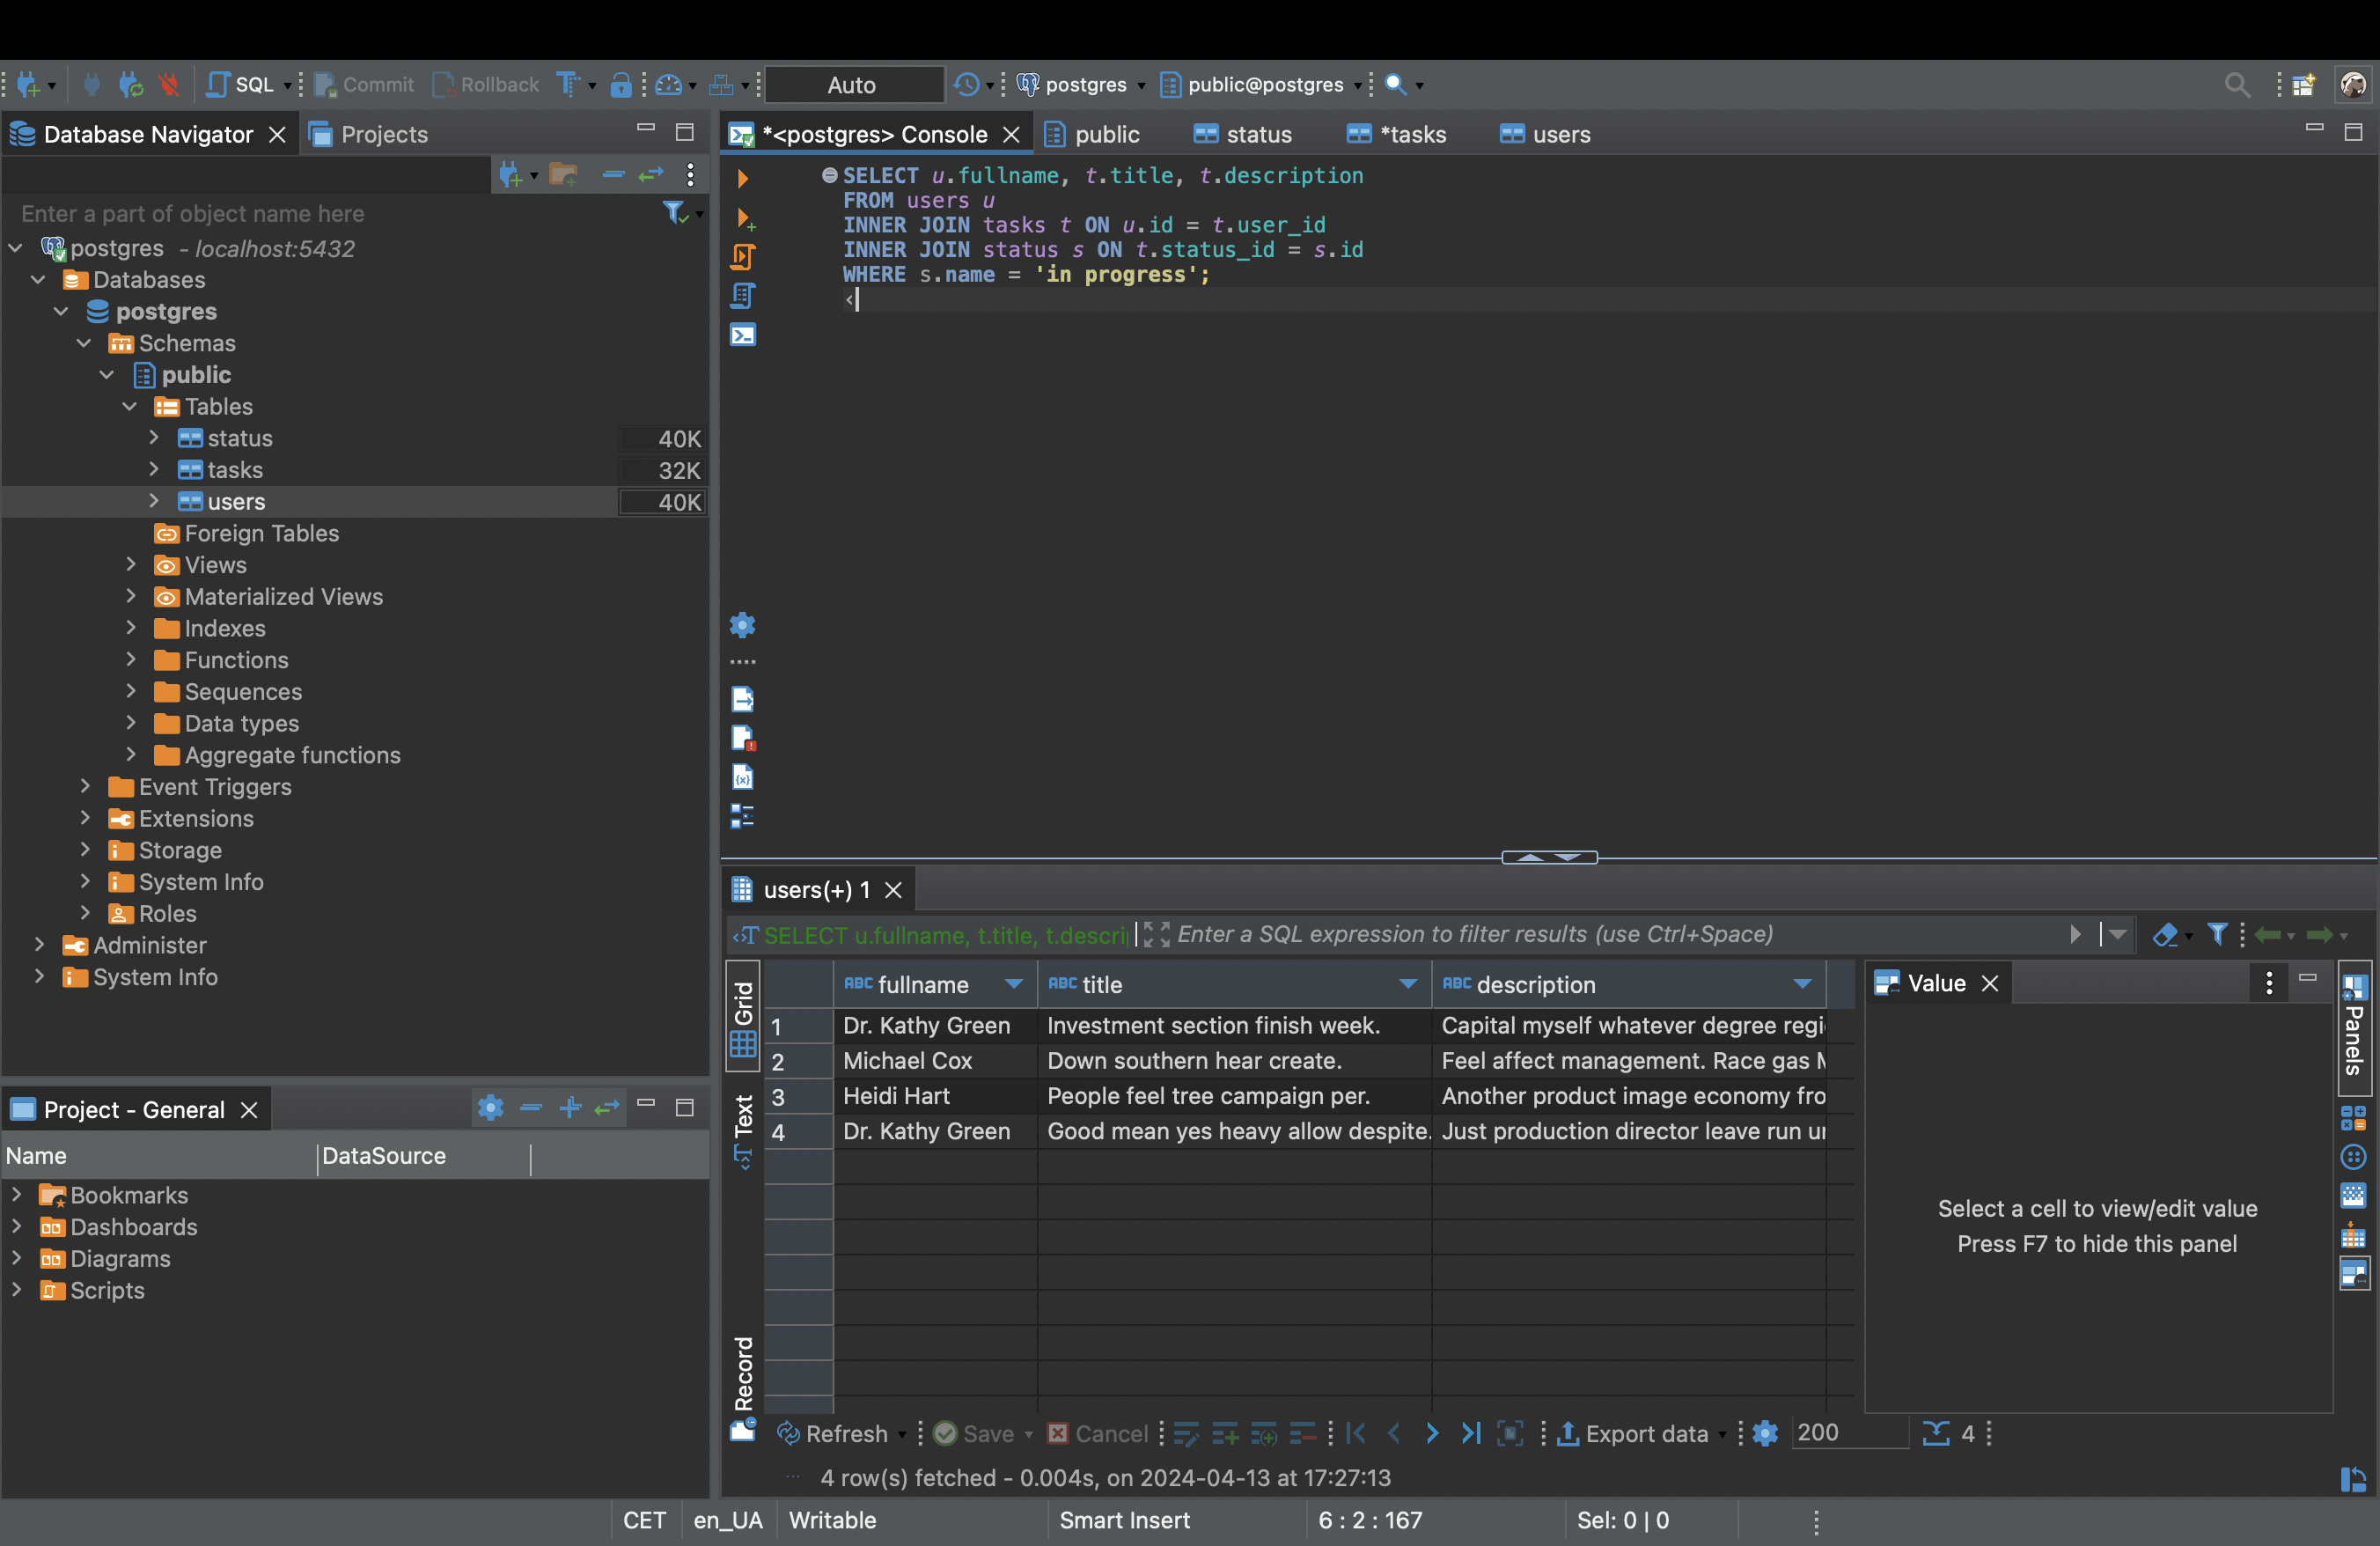 SQL Commit Rollback Auto postgres public@postgres
Database Navigator Projects
*<postgres> Console public status *tasks users
Enter a part of object name here
postgres - localhost:5432
Databases
postgres
Schemas
public
Tables
status 40K
tasks 32K
users 40K
Foreign Tables
Views
Materialized Views
Indexes
Functions
Sequences
Data types
Aggregate functions
Event Triggers
Extensions
Storage
System Info
Roles
Administer
System Info
SELECT u.fullname, t.title, t.description
FROM users u
INNER JOIN tasks t ON u.id = t.user_id
INNER JOIN status s ON t.status_id = s.id
WHERE s.name = 'in progress';
‹
Project - General
Name DataSource
Bookmarks
Dashboards
Diagrams
Scripts
users(+) 1
SELECT u.fullname, t.title, t.descri Enter a SQL expression to filter results (use Ctrl+Space)
Grid
Text
Record
ABC fullname ABC title ABC description
1 Dr. Kathy Green Investment section finish week. Capital myself whatever degree regi
2 Michael Cox Down southern hear create. Feel affect management. Race gas M
3 Heidi Hart People feel tree campaign per. Another product image economy fro
4 Dr. Kathy Green Good mean yes heavy allow despite. Just production director leave run u
Value
Select a cell to view/edit value
Press F7 to hide this panel
Panels
Refresh Save Cancel Export data 200 4
4 row(s) fetched - 0.004s, on 2024-04-13 at 17:27:13
CET en_UA Writable Smart Insert 6 : 2 : 167 Sel: 0 | 0